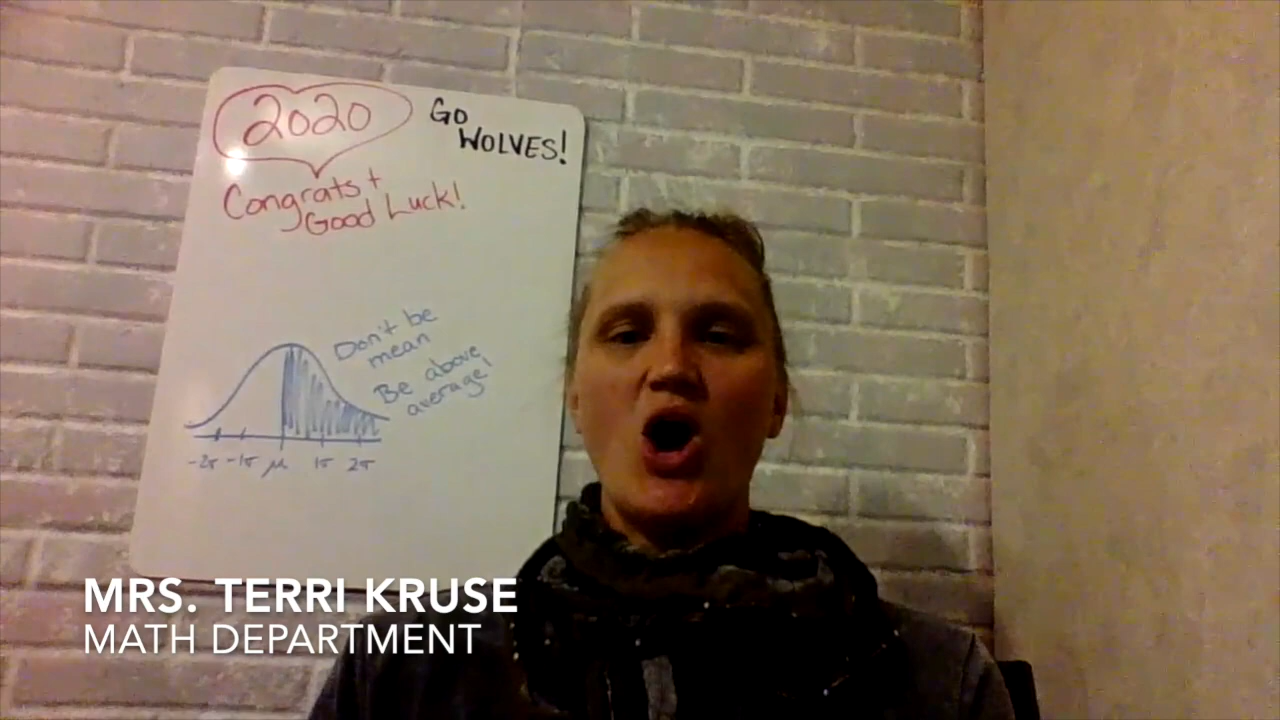 2020
GO
WOLVES!
Congrats +
Good Luck!
Don't be
mean
Be above
average!
-2σ -1σ μ 1σ 2σ
MRS. TERRI KRUSE
MATH DEPARTMENT